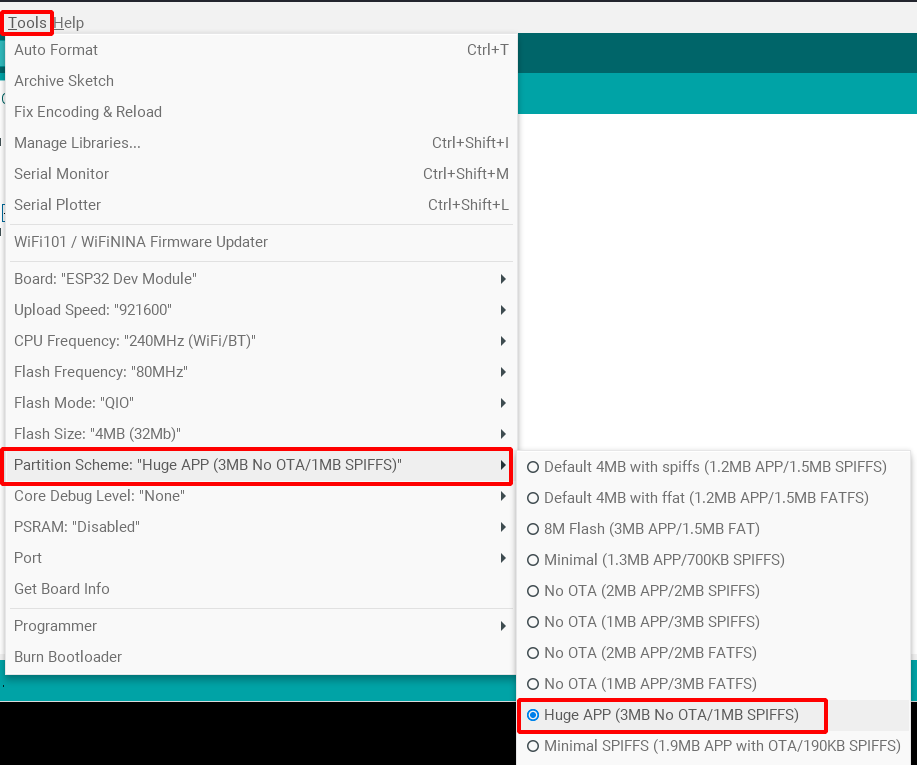 Tools Help
Auto Format Ctrl+T
Archive Sketch
Fix Encoding & Reload
Manage Libraries... Ctrl+Shift+I
Serial Monitor Ctrl+Shift+M
Serial Plotter Ctrl+Shift+L
WiFi101 / WiFiNINA Firmware Updater
Board: "ESP32 Dev Module"
Upload Speed: "921600"
CPU Frequency: "240MHz (WiFi/BT)"
Flash Frequency: "80MHz"
Flash Mode: "QIO"
Flash Size: "4MB (32Mb)"
Partition Scheme: "Huge APP (3MB No OTA/1MB SPIFFS)"
Core Debug Level: "None"
PSRAM: "Disabled"
Port
Get Board Info
Programmer
Burn Bootloader
Default 4MB with spiffs (1.2MB APP/1.5MB SPIFFS)
Default 4MB with ffat (1.2MB APP/1.5MB FATFS)
8M Flash (3MB APP/1.5MB FAT)
Minimal (1.3MB APP/700KB SPIFFS)
No OTA (2MB APP/2MB SPIFFS)
No OTA (1MB APP/3MB SPIFFS)
No OTA (2MB APP/2MB FATFS)
No OTA (1MB APP/3MB FATFS)
Huge APP (3MB No OTA/1MB SPIFFS)
Minimal SPIFFS (1.9MB APP with OTA/190KB SPIFFS)